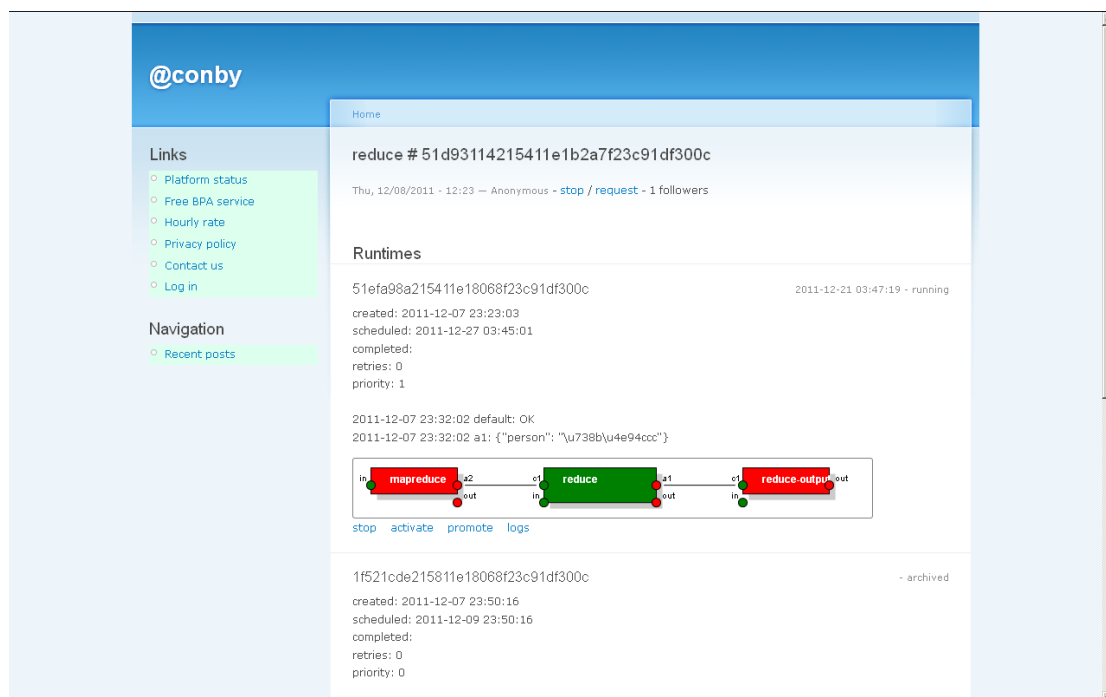 @conby
Home
Links
Platform status
Free BPA service
Hourly rate
Privacy policy
Contact us
Log in
Navigation
Recent posts
reduce # 51d93114215411e1b2a7f23c91df300c
Thu, 12/08/2011 - 12:23 — Anonymous - stop / request - 1 followers
Runtimes
51efa98a215411e18068f23c91df300c 2011-12-21 03:47:19 - running
created: 2011-12-07 23:23:03
scheduled: 2011-12-27 03:45:01
completed:
retries: 0
priority: 1
2011-12-07 23:32:02 default: OK
2011-12-07 23:32:02 a1: {"person": "\u738b\u4e94ccc"}
in mapreduce a2 c1 reduce a1 c1 reduce-output out
out in out in
stop activate promote logs
1f521cde215811e18068f23c91df300c - archived
created: 2011-12-07 23:50:16
scheduled: 2011-12-09 23:50:16
completed:
retries: 0
priority: 0